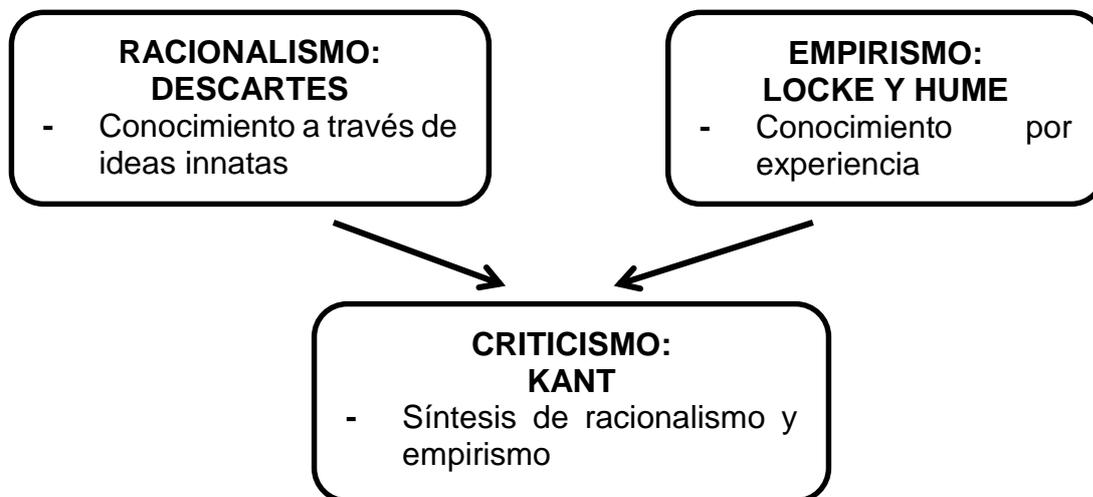 RACIONALISMO:
DESCARTES
- Conocimiento a través de
ideas innatas
EMPIRISMO:
LOCKE Y HUME
- Conocimiento por
experiencia
CRITICISMO:
KANT
- Síntesis de racionalismo y
empirismo